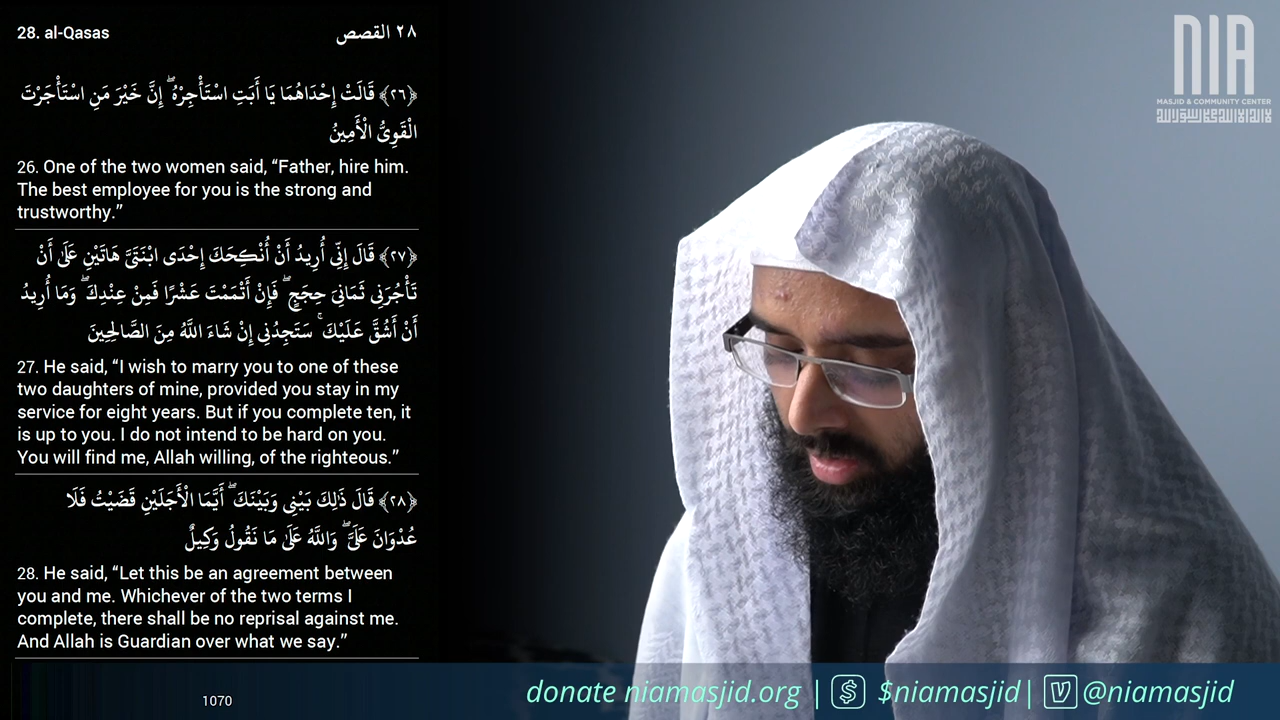 28. al-Qasas
٢٨ القصص
﴿٢٦﴾ قَالَتْ إِحْدَاهُمَا يَا أَبَتِ اسْتَأْجِرْهُ ۖ إِنَّ خَيْرَ مَنِ اسْتَأْجَرْتَ
الْقَوِيُّ الْأَمِينُ
26. One of the two women said, “Father, hire him.
The best employee for you is the strong and
trustworthy.”
﴿٢٧﴾ قَالَ إِنِّي أُرِيدُ أَنْ أُنْكِحَكَ إِحْدَى ابْنَتَيَّ هَاتَيْنِ عَلَىٰ أَنْ
تَأْجُرَنِي ثَمَانِيَ حِجَجٍ ۖ فَإِنْ أَتْمَمْتَ عَشْرًا فَمِنْ عِنْدِكَ ۖ وَمَا أُرِيدُ
أَنْ أَشُقَّ عَلَيْكَ ۚ سَتَجِدُنِي إِنْ شَاءَ اللَّهُ مِنَ الصَّالِحِينَ
27. He said, “I wish to marry you to one of these
two daughters of mine, provided you stay in my
service for eight years. But if you complete ten, it
is up to you. I do not intend to be hard on you.
You will find me, Allah willing, of the righteous.”
﴿٢٨﴾ قَالَ ذَٰلِكَ بَيْنِي وَبَيْنَكَ ۖ أَيَّمَا الْأَجَلَيْنِ قَضَيْتُ فَلَا
عُدْوَانَ عَلَيَّ ۖ وَاللَّهُ عَلَىٰ مَا نَقُولُ وَكِيلٌ
28. He said, “Let this be an agreement between
you and me. Whichever of the two terms I
complete, there shall be no reprisal against me.
And Allah is Guardian over what we say.”
1070
NIA
MASJID & COMMUNITY CENTER
donate niamasjid.org | $ $niamasjid | V @niamasjid